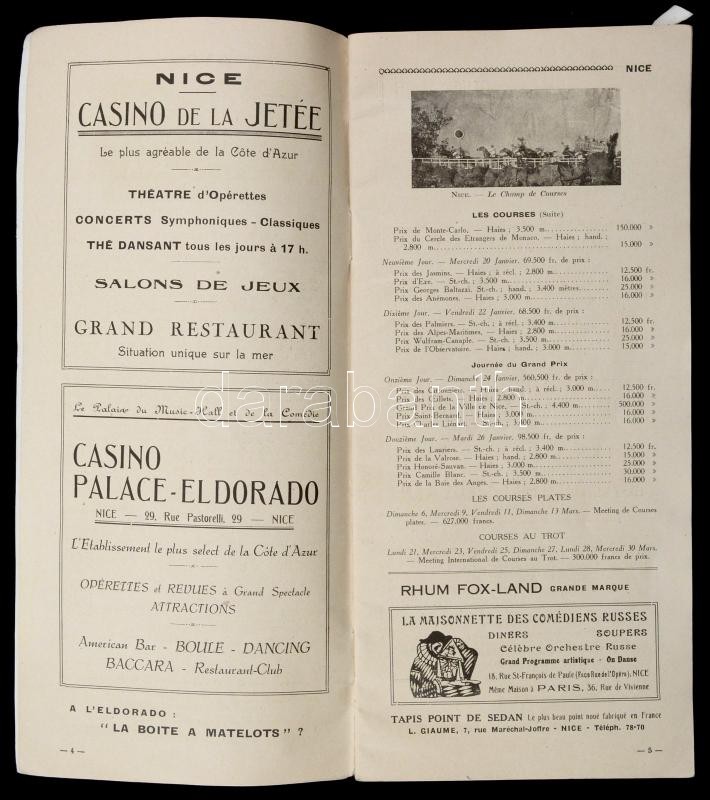 NICE
CASINO DE LA JETÉE
Le plus agréable de la Côte d'Azur
THÉATRE d'Opérettes
CONCERTS Symphoniques - Classiques
THÉ DANSANT tous les jours à 17 h.
SALONS DE JEUX
GRAND RESTAURANT
Situation unique sur la mer
Le Palais du Music-Hall et de la Comédie
CASINO
PALACE-ELDORADO
NICE — 29, Rue Pastorelli, 29 — NICE
L'Etablissement le plus select de la Côte d'Azur
OPÉRETTES et REVUES à Grand Spectacle
ATTRACTIONS
American Bar - BOULE - DANCING
BACCARA - Restaurant-Club
A L'ELDORADO :
"LA BOITE A MATELOTS" ?
— 4 —
NICE
NICE. — Le Champ de Courses
LES COURSES (Suite)
Prix de Monte-Carlo. — Haies ; 3.500 m. 150.000 »
Prix du Cercle des Etrangers de Monaco. — Haies ; hand. ;
2.800 m. 15.000 »
Neuvième Jour. — Mercredi 20 Janvier, 69.500 fr. de prix :
Prix des Jasmins. — Haies ; à récl. ; 2.800 m. 12.500 fr.
Prix d'Eze. — St.-ch. ; 3.500 m. 16.000 »
Prix Georges Baltazzi. St.-ch. ; hand. 3.400 mètres. 25.000 »
Prix des Anémones. — Haies ; 3.000 m. 16.000 »
Dixième Jour. — Vendredi 22 Janvier, 68.500 fr. de prix :
Prix des Palmiers. — St.-ch. ; à récl. ; 3.400 m. 12.500 fr.
Prix des Alpes-Maritimes. — Haies ; 2.800 m. 16.000 »
Prix Wulfram-Canaple. — St.-ch. ; 3.500 m. 25.000 »
Prix de l'Observatoire. — Haies ; hand. ; 3.000 m. 15.000 »
Journée du Grand Prix
Onzième Jour. — Dimanche 24 Janvier, 560.500 fr. de prix :
Prix des Citronniers. — Haies ; hand. ; à récl. ; 3.000 m. 12.500 fr.
Prix des Œillets. — Haies ; 2.800 m. 16.000 »
Grand Prix de la Ville de Nice. — St.-ch. ; 4.400 m. 500.000 »
Prix Saint-Bernard. — Haies ; 3.000 m. 16.000 »
Prix Charles Liénard. — St.-ch. ; 3.400 m. 16.000 »
Douzième Jour. — Mardi 26 Janvier, 98.500 fr. de prix :
Prix des Lauriers. — St.-ch. ; à récl. ; 3.400 m. 12.500 fr.
Prix de la Valrose. — Haies ; hand. ; 2.800 m. 15.000 »
Prix Honoré-Sauvan. — Haies ; 3.000 m. 25.000 »
Prix Camille Blanc. — St.-ch. ; 3.500 m. 30.000 »
Prix de la Baie des Anges. — Haies ; 2.800 m. 16.000 »
LES COURSES PLATES
Dimanche 6, Mercredi 9, Vendredi 11, Dimanche 13 Mars. — Meeting de Courses
plates. — 627.000 francs.
COURSES AU TROT
Lundi 21, Mercredi 23, Vendredi 25, Dimanche 27, Lundi 28, Mercredi 30 Mars.
— Meeting International de Courses au Trot. — 300.000 francs de prix.
RHUM FOX-LAND GRANDE MARQUE
LA MAISONNETTE DES COMÉDIENS RUSSES
DINERS SOUPERS
Célèbre Orchestre Russe
Grand Programme artistique - On Danse
18, Rue St-François de Paule (Face Rue de l'Opéra), NICE
Même Maison à PARIS, 36, Rue de Vivienne
TAPIS POINT DE SEDAN Le plus beau point noué fabriqué en France
L. GIAUME, 7, rue Maréchal-Joffre - NICE - Téléph. 78-70
— 5 —
darabanth